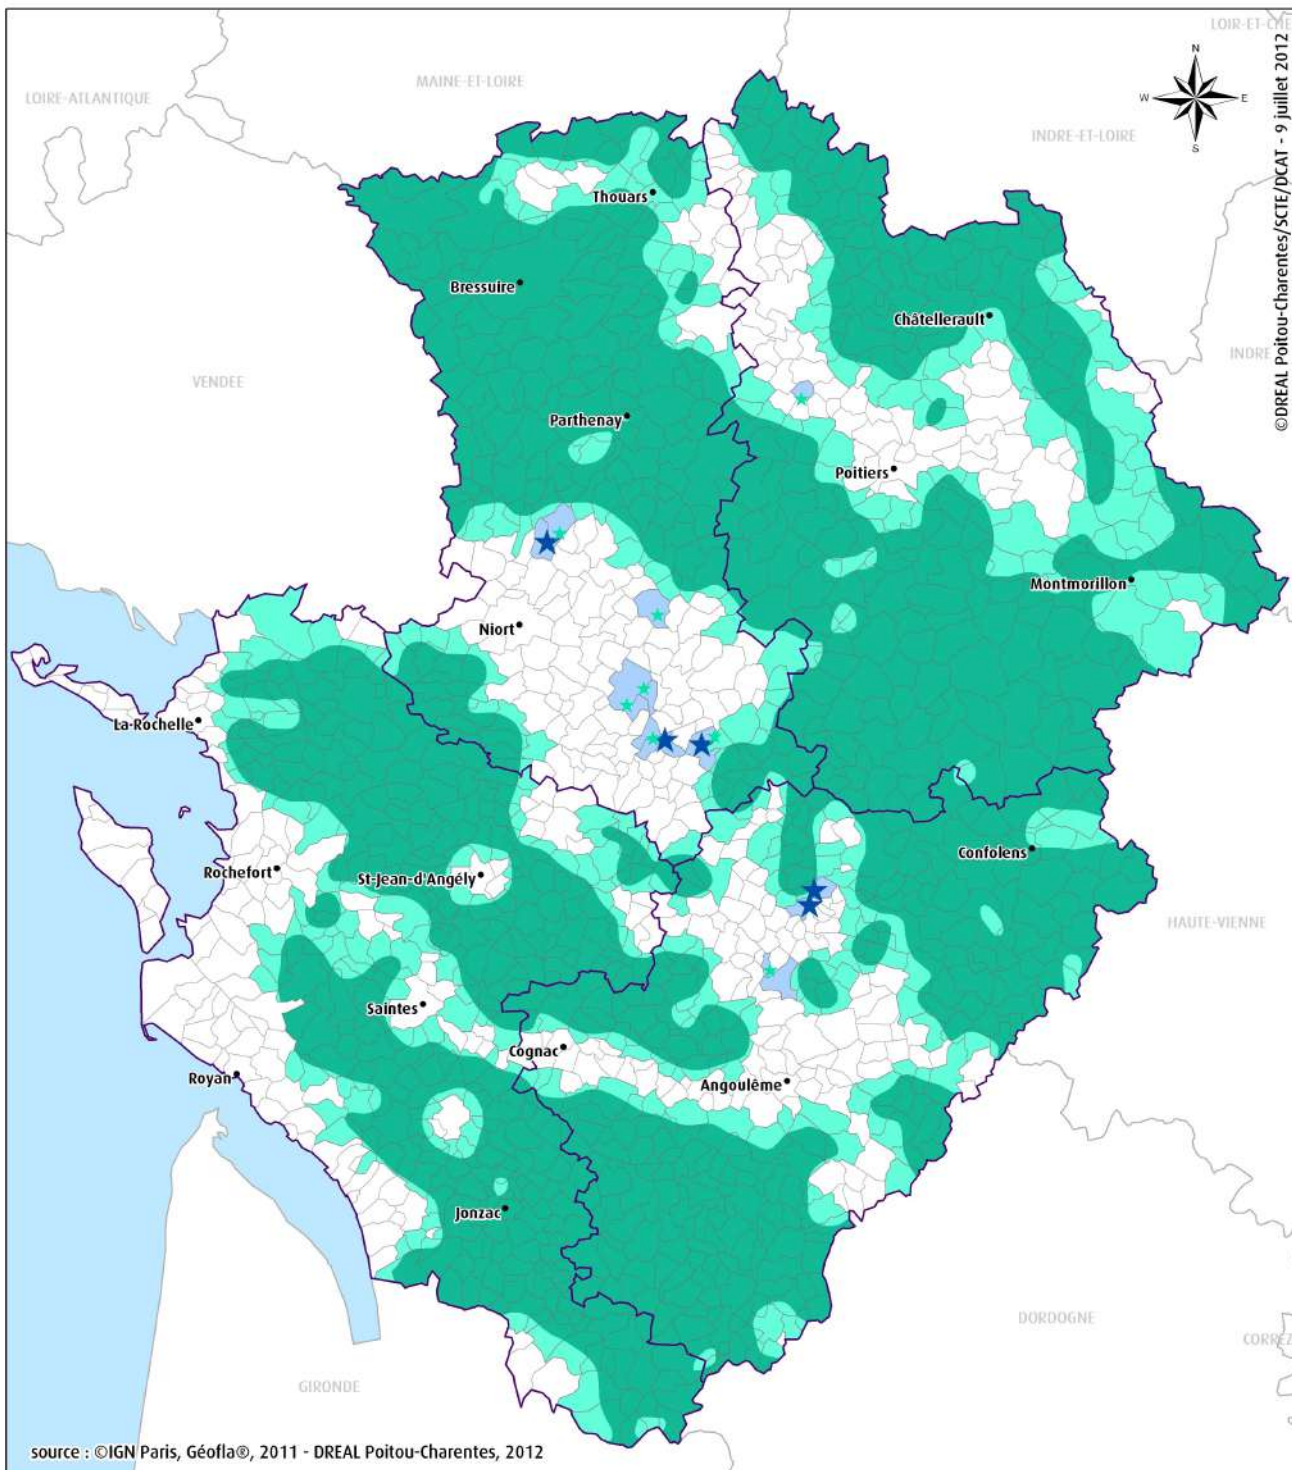 LOIR-ET-CHE
MAINE-ET-LOIRE
LOIRE-ATLANTIQUE
N
W
E
S
INDRE-ET-LOIRE
©DREAL Poitou-Charentes/SCTE/DCAT - 9 juillet 2012
Thouars
Bressuire
Châtellerault
INDRE
VENDEE
Parthenay
Poitiers
Montmorillon
Niort
La Rochelle
Confolens
Rochefort
St-Jean-d'Angély
HAUTE-VIENNE
Saintes
Cognac
Royan
Angoulême
Jonzac
DORDOGNE
CORREZ
GIRONDE
source : ©IGN Paris, Géofla®, 2011 - DREAL Poitou-Charentes, 2012